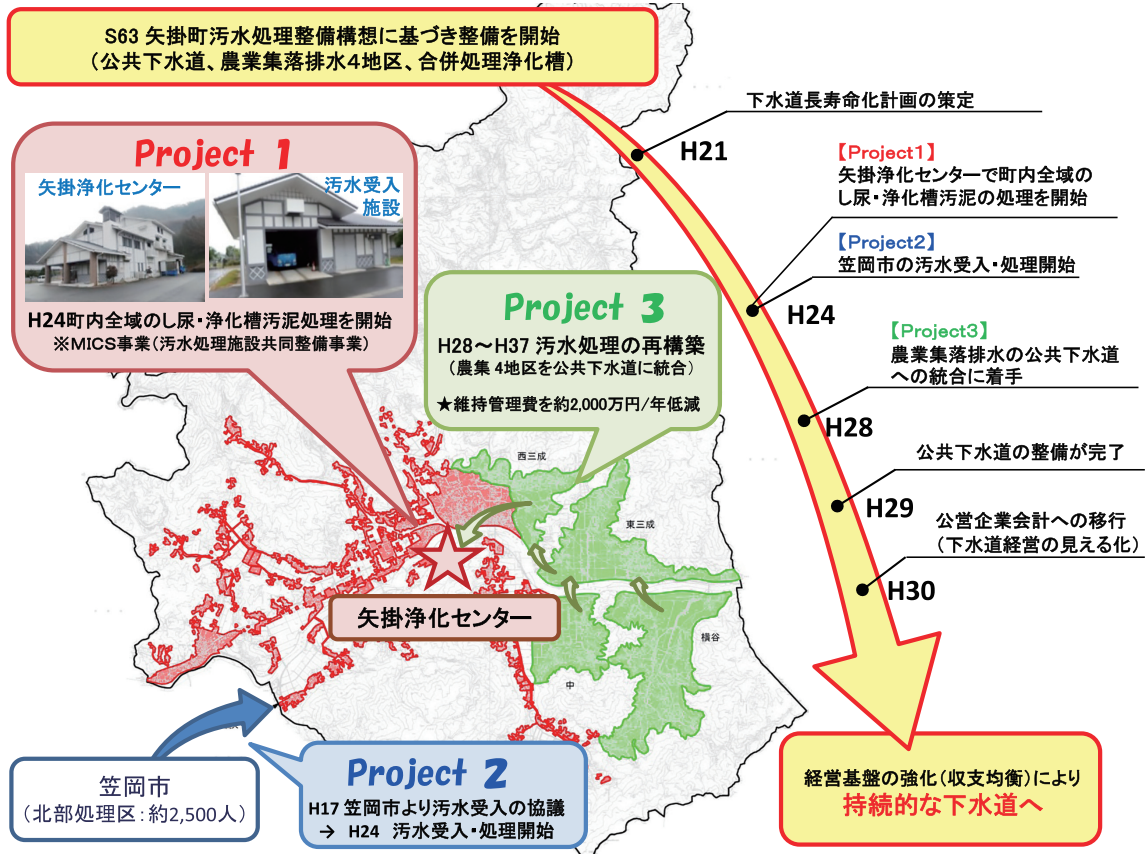 S63 矢掛町汚水処理整備構想に基づき整備を開始
（公共下水道、農業集落排水4地区、合併処理浄化槽）
Project 1
矢掛浄化センター
汚水受入
施設
H24町内全域のし尿・浄化槽汚泥処理を開始
※MICS事業（汚水処理施設共同整備事業）
Project 3
H28～H37 汚水処理の再構築
（農集 4地区を公共下水道に統合）
★維持管理費を約2,000万円/年低減
下水道長寿命化計画の策定
H21
【Project1】
矢掛浄化センターで町内全域の
し尿・浄化槽汚泥の処理を開始
【Project2】
笠岡市の汚水受入・処理開始
H24
【Project3】
農業集落排水の公共下水道
への統合に着手
H28
公共下水道の整備が完了
H29
公営企業会計への移行
（下水道経営の見える化）
H30
西三成
東三成
横谷
中
矢掛浄化センター
笠岡市
（北部処理区：約2,500人）
Project 2
H17 笠岡市より汚水受入の協議
→ H24 汚水受入・処理開始
経営基盤の強化（収支均衡）により
持続的な下水道へ